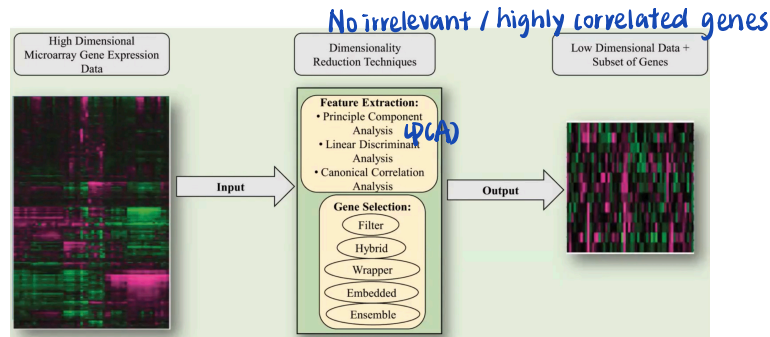 No irrelevant / highly correlated genes
High Dimensional
Microarray Gene Expression
Data
Dimensionality
Reduction Techniques
Low Dimensional Data +
Subset of Genes
Input
Feature Extraction:
• Principle Component
Analysis
φ(A)
• Linear Discriminant
Analysis
• Canonical Correlation
Analysis
Gene Selection:
Filter
Hybrid
Wrapper
Embedded
Ensemble
Output